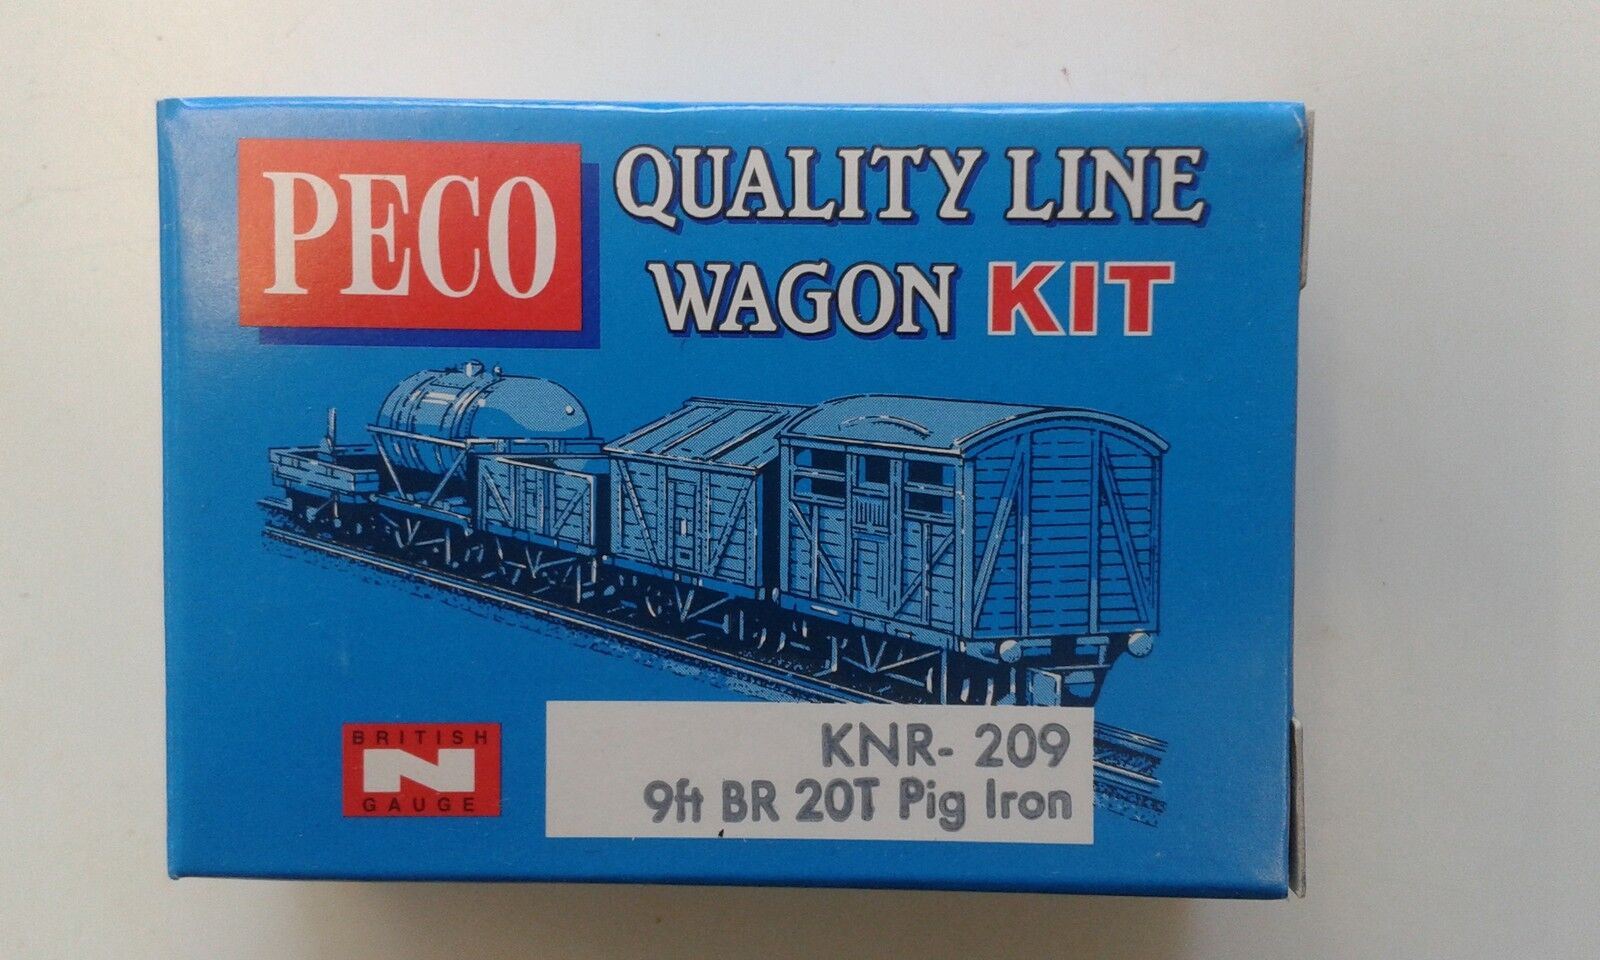 PECO
QUALITY LINE
WAGON KIT
BRITISH
N
GAUGE
KNR- 209
9ft BR 20T Pig Iron